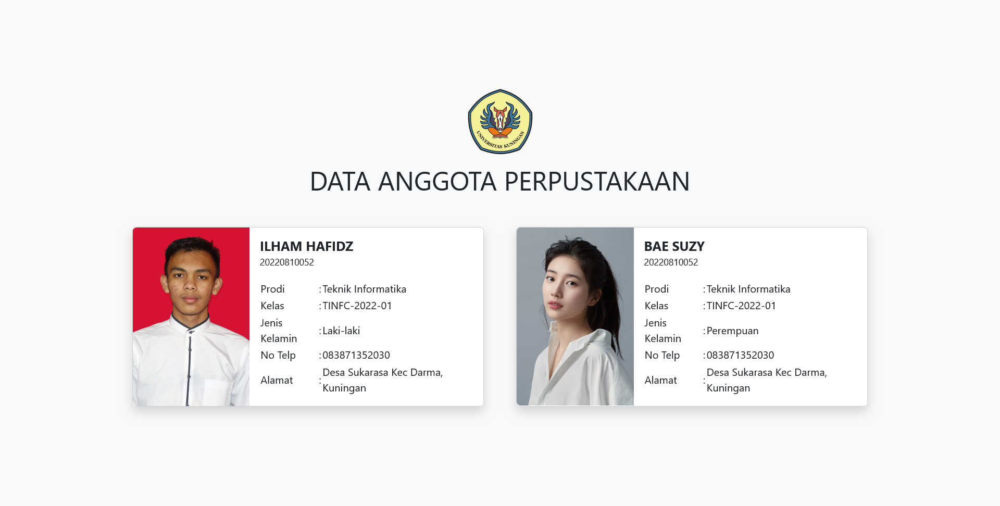 UNIVERSITAS KUNINGAN
DATA ANGGOTA PERPUSTAKAAN
ILHAM HAFIDZ
20220810052
Prodi : Teknik Informatika
Kelas : TINFC-2022-01
Jenis
Kelamin : Laki-laki
No Telp : 083871352030
Alamat : Desa Sukarasa Kec Darma,
Kuningan
BAE SUZY
20220810052
Prodi : Teknik Informatika
Kelas : TINFC-2022-01
Jenis
Kelamin : Perempuan
No Telp : 083871352030
Alamat : Desa Sukarasa Kec Darma,
Kuningan